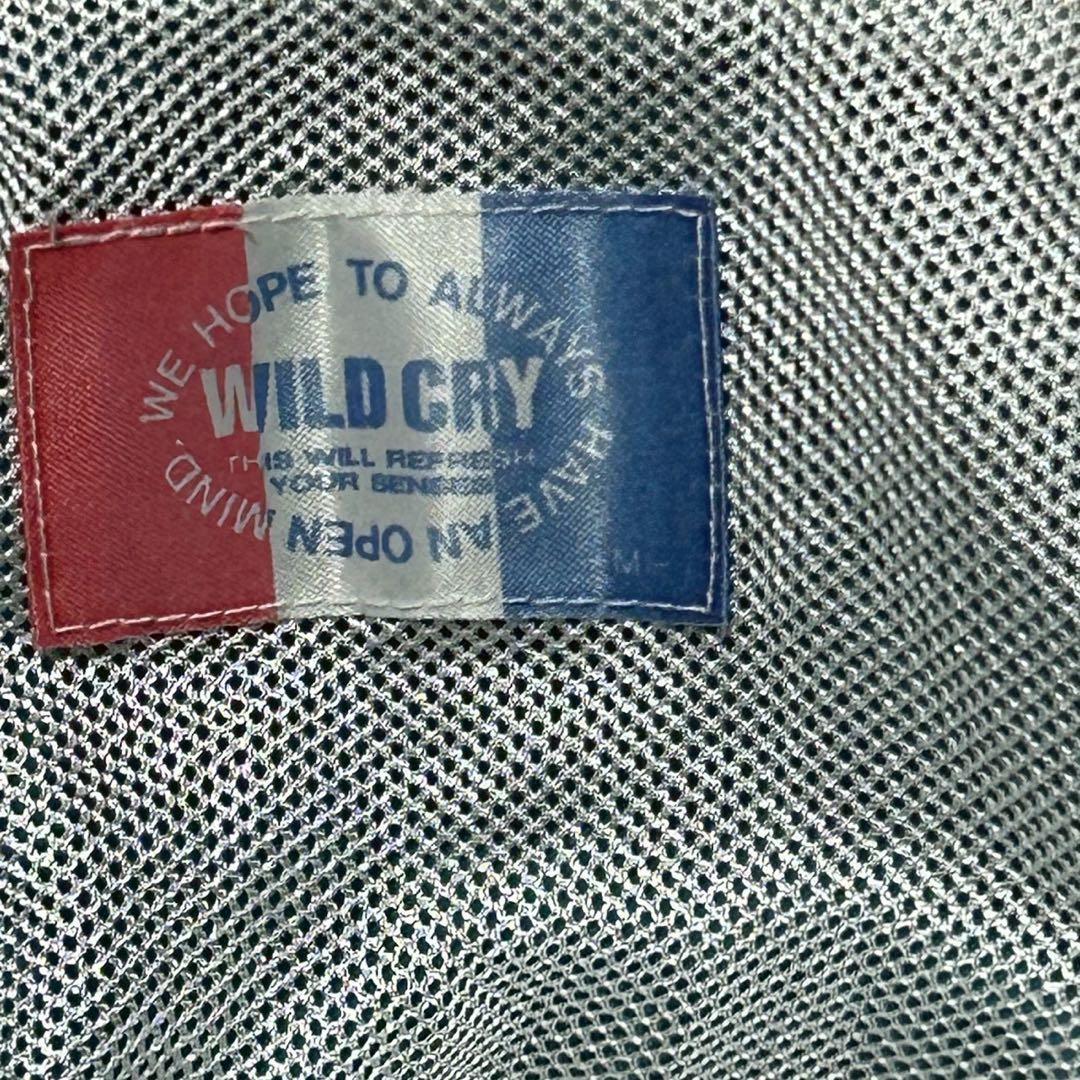 WE HOPE TO ALWAYS HAVE AN OPEN MIND.
WILD CRY
THIS WILL REFRESH
YOUR SENSES
-M-